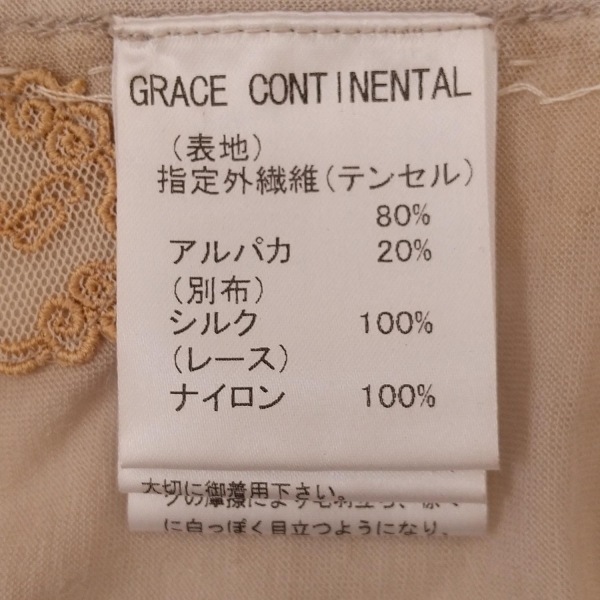 GRACE CONTINENTAL
(表地)
指定外繊維(テンセル)
80%
アルパカ 20%
(別布)
シルク 100%
(レース)
ナイロン 100%
大切に御着用下さい。
に白っぽく目立つようになり、